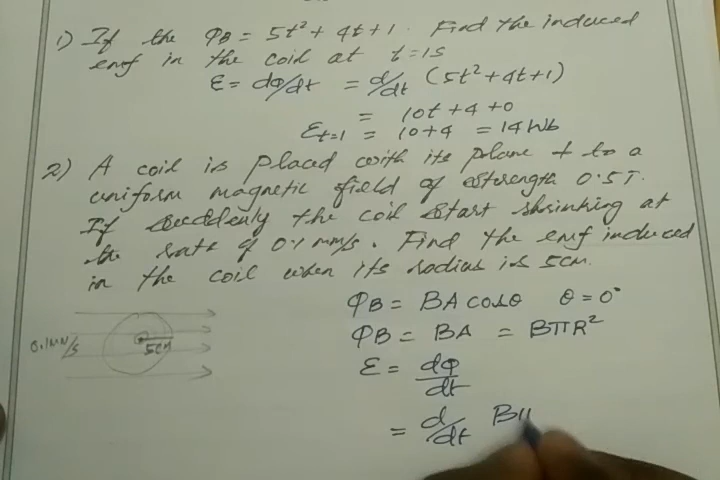 1) If the ΦB = 5t² + 4t + 1. Find the induced
emf in the coil at t=1s
ε = dΦ/dt = d/dt (5t² + 4t + 1)
= 10t + 4 + 0
εt=1 = 10 + 4 = 14 Wb
2) A coil is placed with its plane ⊥ to a
uniform magnetic field of strength 0.5T.
If suddenly the coil start shrinking at
the rate of 0.1 mm/s. Find the emf induced
in the coil when its radius is 5cm.
ΦB = BA cosθ θ = 0°
ΦB = BA = BπR²
0.1MM/s 5cm
ε = dΦ/dt
= d/dt B